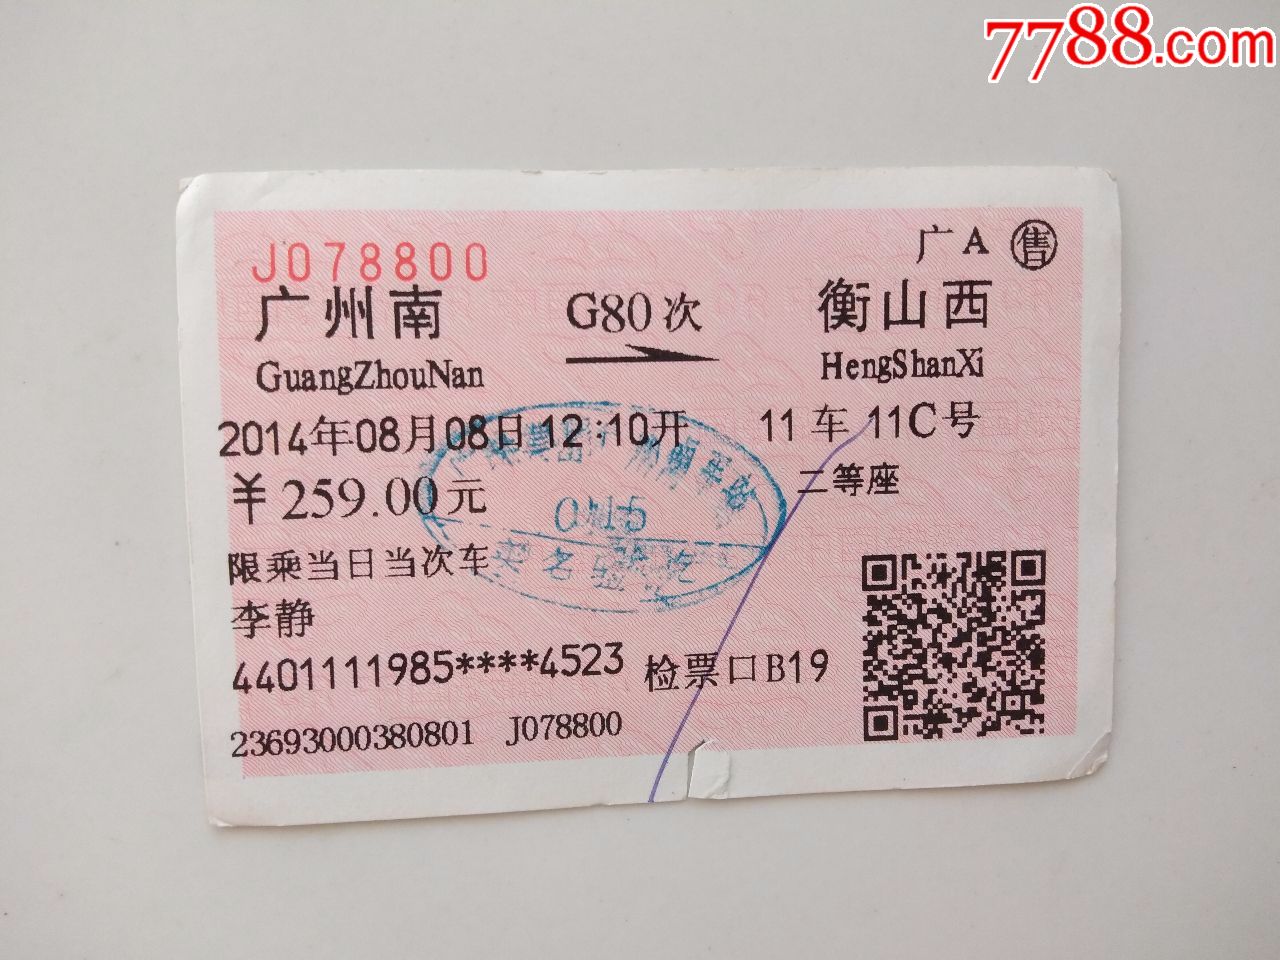 7788.com
J078800
广A 售
广州南 G80次 衡山西
GuangZhouNan HengShanXi
2014年08月08日12:10开 11车11C号
¥259.00元 二等座
限乘当日当次车
李静
4401111985****4523 检票口B19
23693000380801 J078800